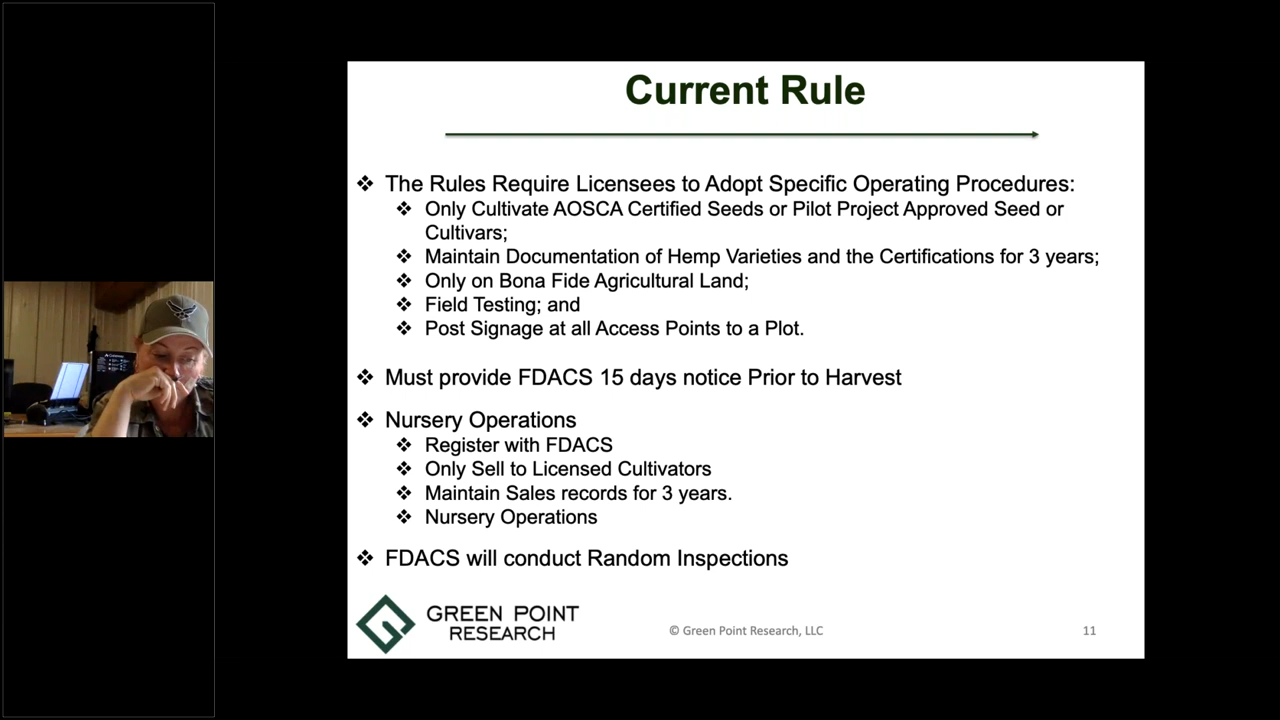 Current Rule
❖ The Rules Require Licensees to Adopt Specific Operating Procedures:
❖ Only Cultivate AOSCA Certified Seeds or Pilot Project Approved Seed or
Cultivars;
❖ Maintain Documentation of Hemp Varieties and the Certifications for 3 years;
❖ Only on Bona Fide Agricultural Land;
❖ Field Testing; and
❖ Post Signage at all Access Points to a Plot.
❖ Must provide FDACS 15 days notice Prior to Harvest
❖ Nursery Operations
❖ Register with FDACS
❖ Only Sell to Licensed Cultivators
❖ Maintain Sales records for 3 years.
❖ Nursery Operations
❖ FDACS will conduct Random Inspections
GREEN POINT
RESEARCH
© Green Point Research, LLC
11